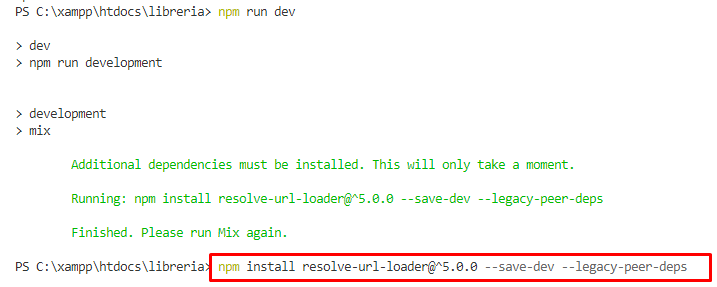 PS C:\xampp\htdocs\libreria> npm run dev
> dev
> npm run development
> development
> mix
Additional dependencies must be installed. This will only take a moment.
Running: npm install resolve-url-loader@^5.0.0 --save-dev --legacy-peer-deps
Finished. Please run Mix again.
PS C:\xampp\htdocs\libreria> npm install resolve-url-loader@^5.0.0 --save-dev --legacy-peer-deps